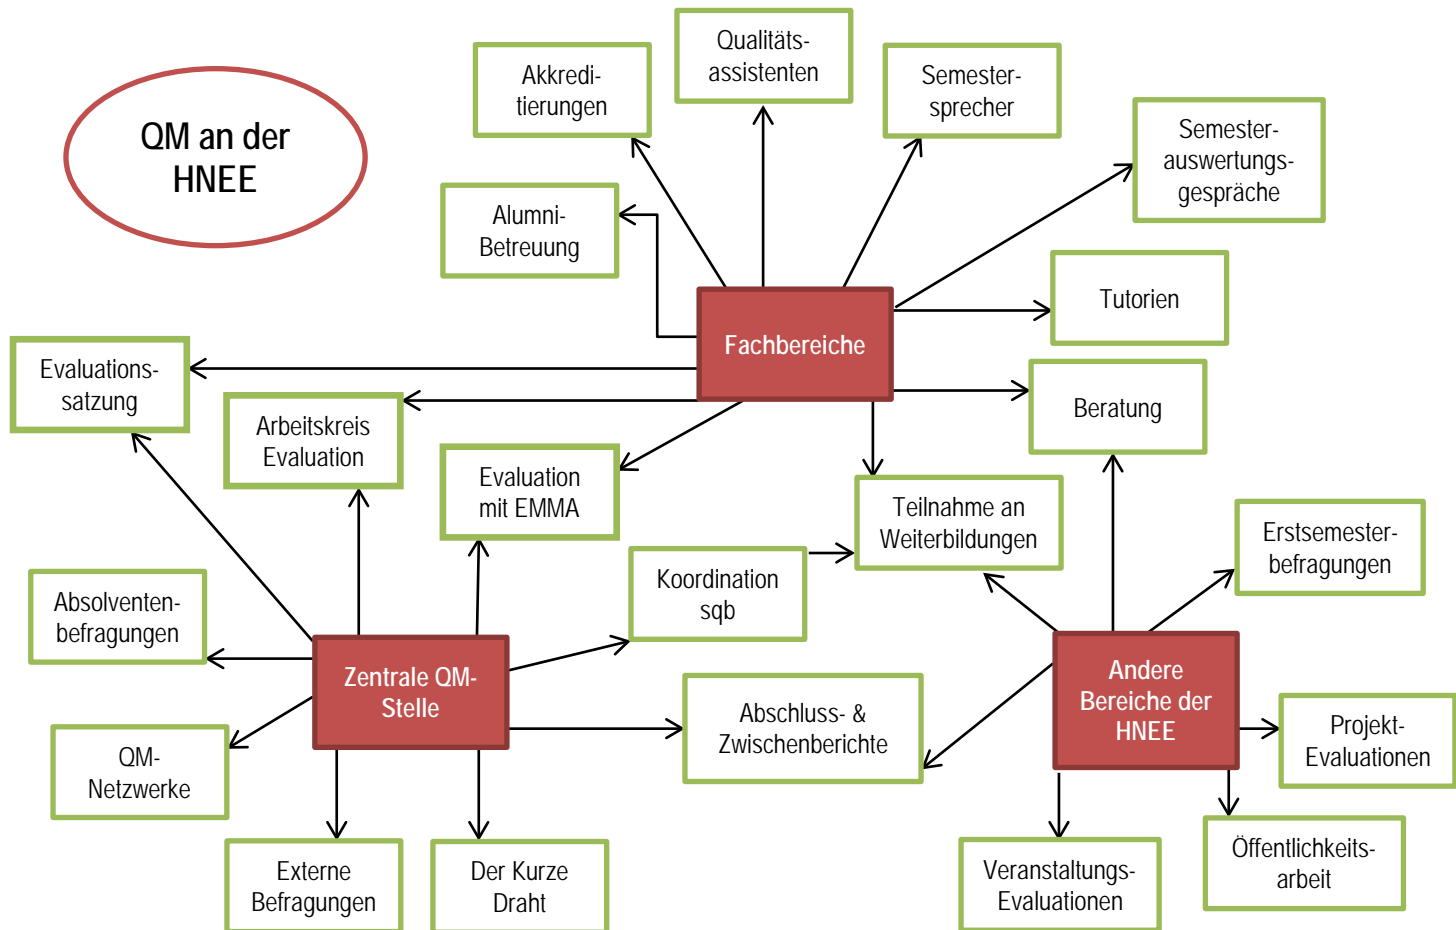 QM an der
HNEE
Akkredi-
tierungen
Qualitäts-
assistenten
Semester-
sprecher
Semester-
auswertungs-
gespräche
Alumni-
Betreuung
Tutorien
Fachbereiche
Evaluations-
satzung
Arbeitskreis
Evaluation
Evaluation
mit EMMA
Beratung
Teilnahme an
Weiterbildungen
Erstsemester-
befragungen
Koordination
sqb
Absolventen-
befragungen
Zentrale QM-
Stelle
Andere
Bereiche der
HNEE
Abschluss- &
Zwischenberichte
Projekt-
Evaluationen
QM-
Netzwerke
Externe
Befragungen
Der Kurze
Draht
Veranstaltungs-
Evaluationen
Öffentlichkeits-
arbeit